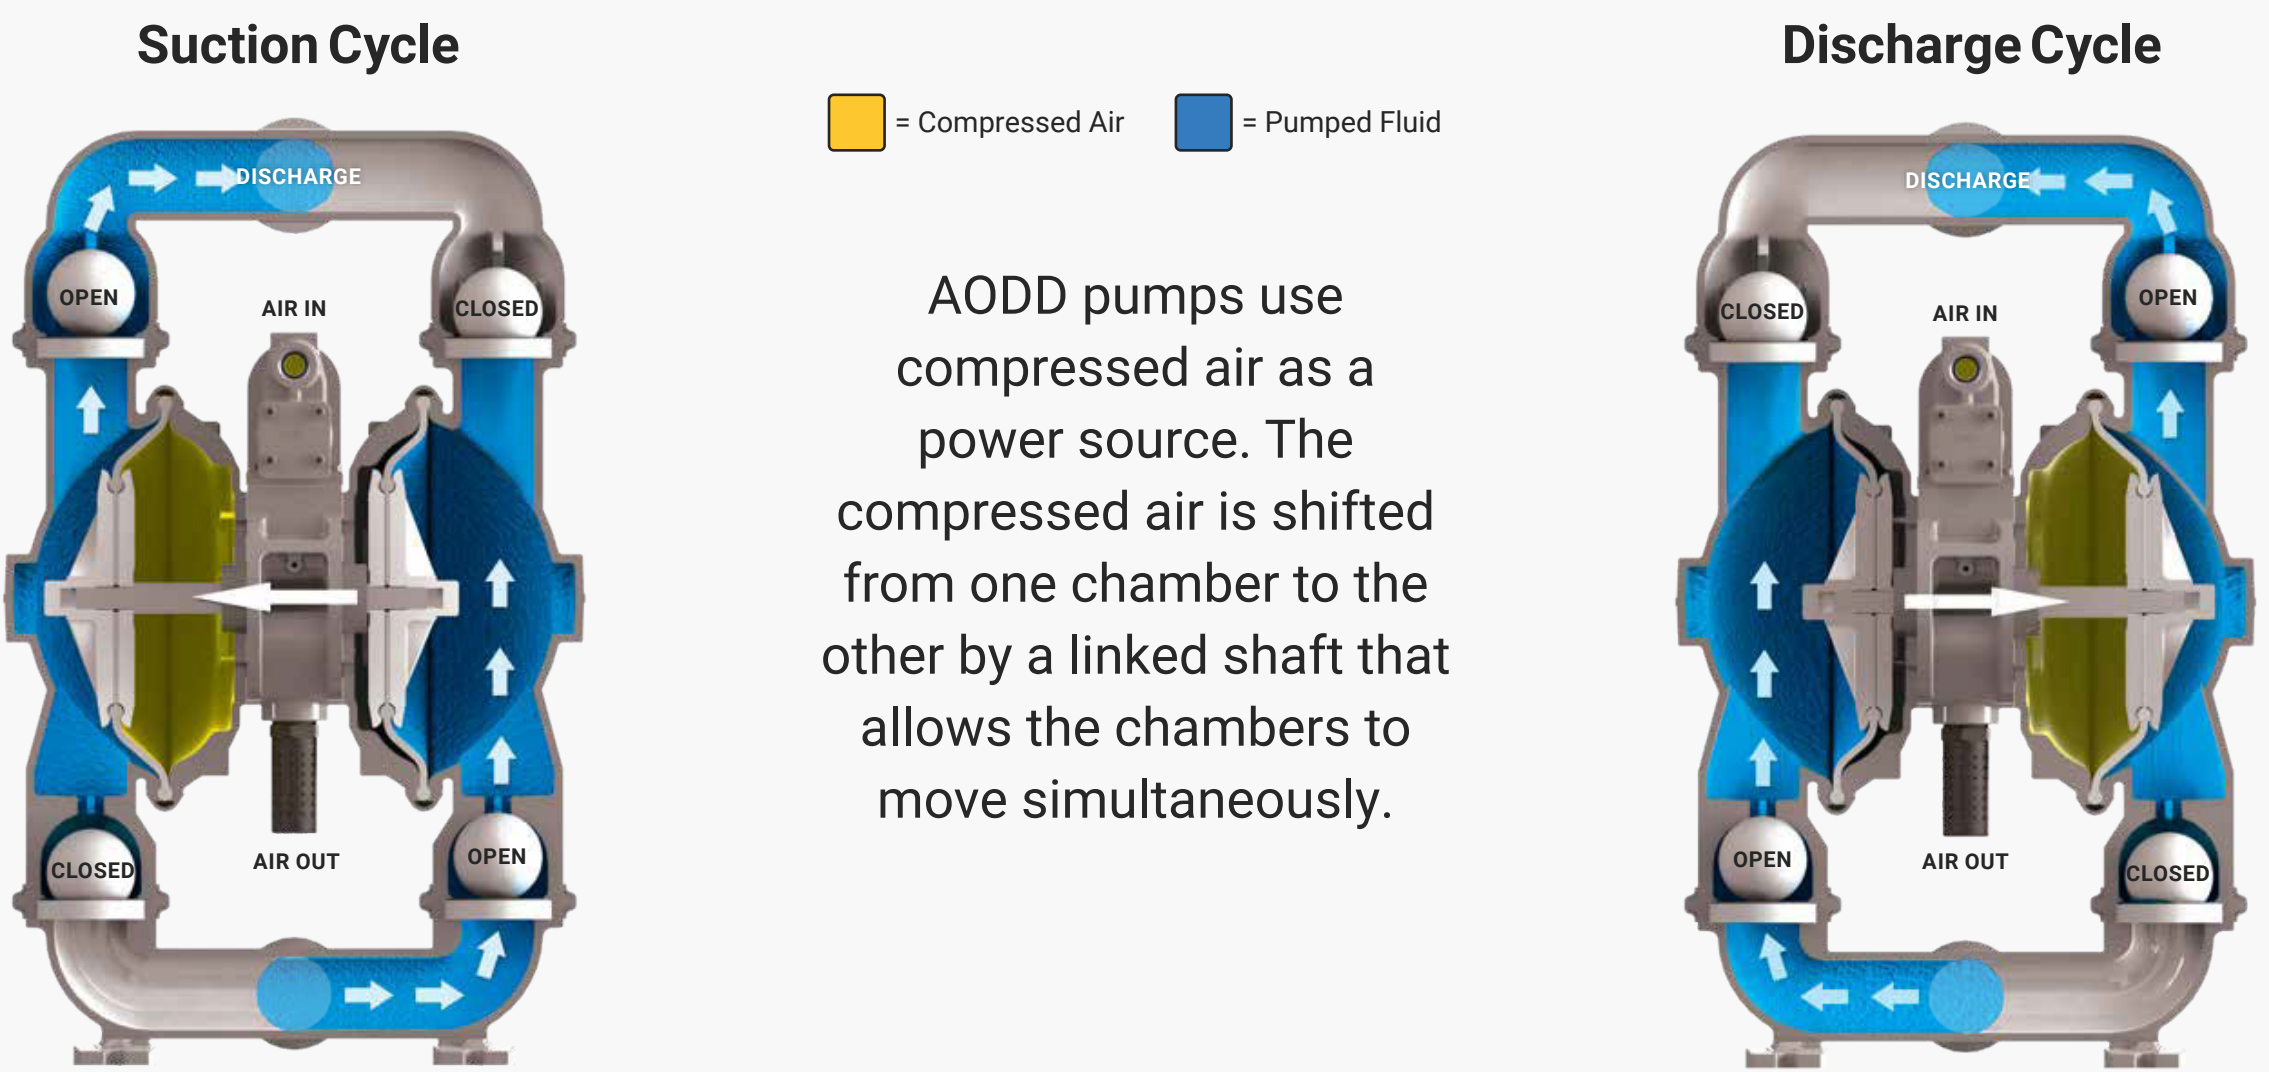 Suction Cycle
Discharge Cycle
= Compressed Air
= Pumped Fluid
DISCHARGE
OPEN
AIR IN
CLOSED
CLOSED
AIR OUT
OPEN
AODD pumps use
compressed air as a
power source. The
compressed air is shifted
from one chamber to the
other by a linked shaft that
allows the chambers to
move simultaneously.
DISCHARGE
CLOSED
AIR IN
OPEN
OPEN
AIR OUT
CLOSED